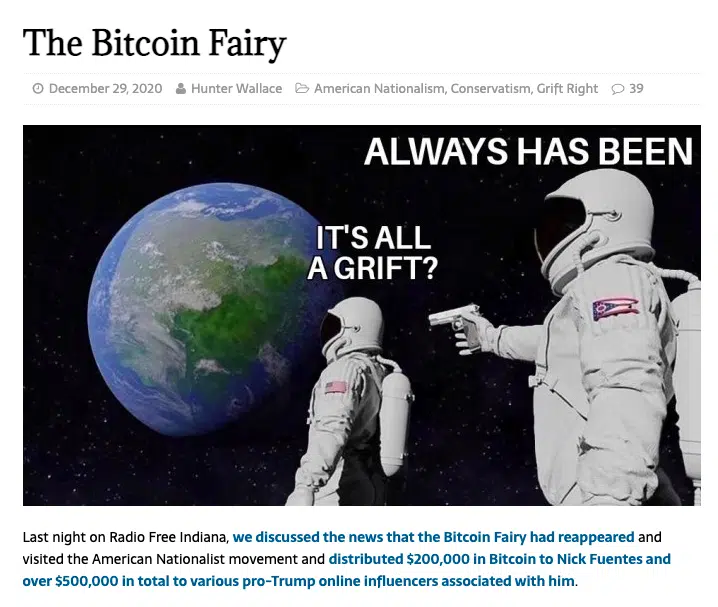 The Bitcoin Fairy
December 29, 2020 Hunter Wallace American Nationalism, Conservatism, Grift Right 39
ALWAYS HAS BEEN
IT'S ALL
A GRIFT?
Last night on Radio Free Indiana, we discussed the news that the Bitcoin Fairy had reappeared and
visited the American Nationalist movement and distributed $200,000 in Bitcoin to Nick Fuentes and
over $500,000 in total to various pro-Trump online influencers associated with him.